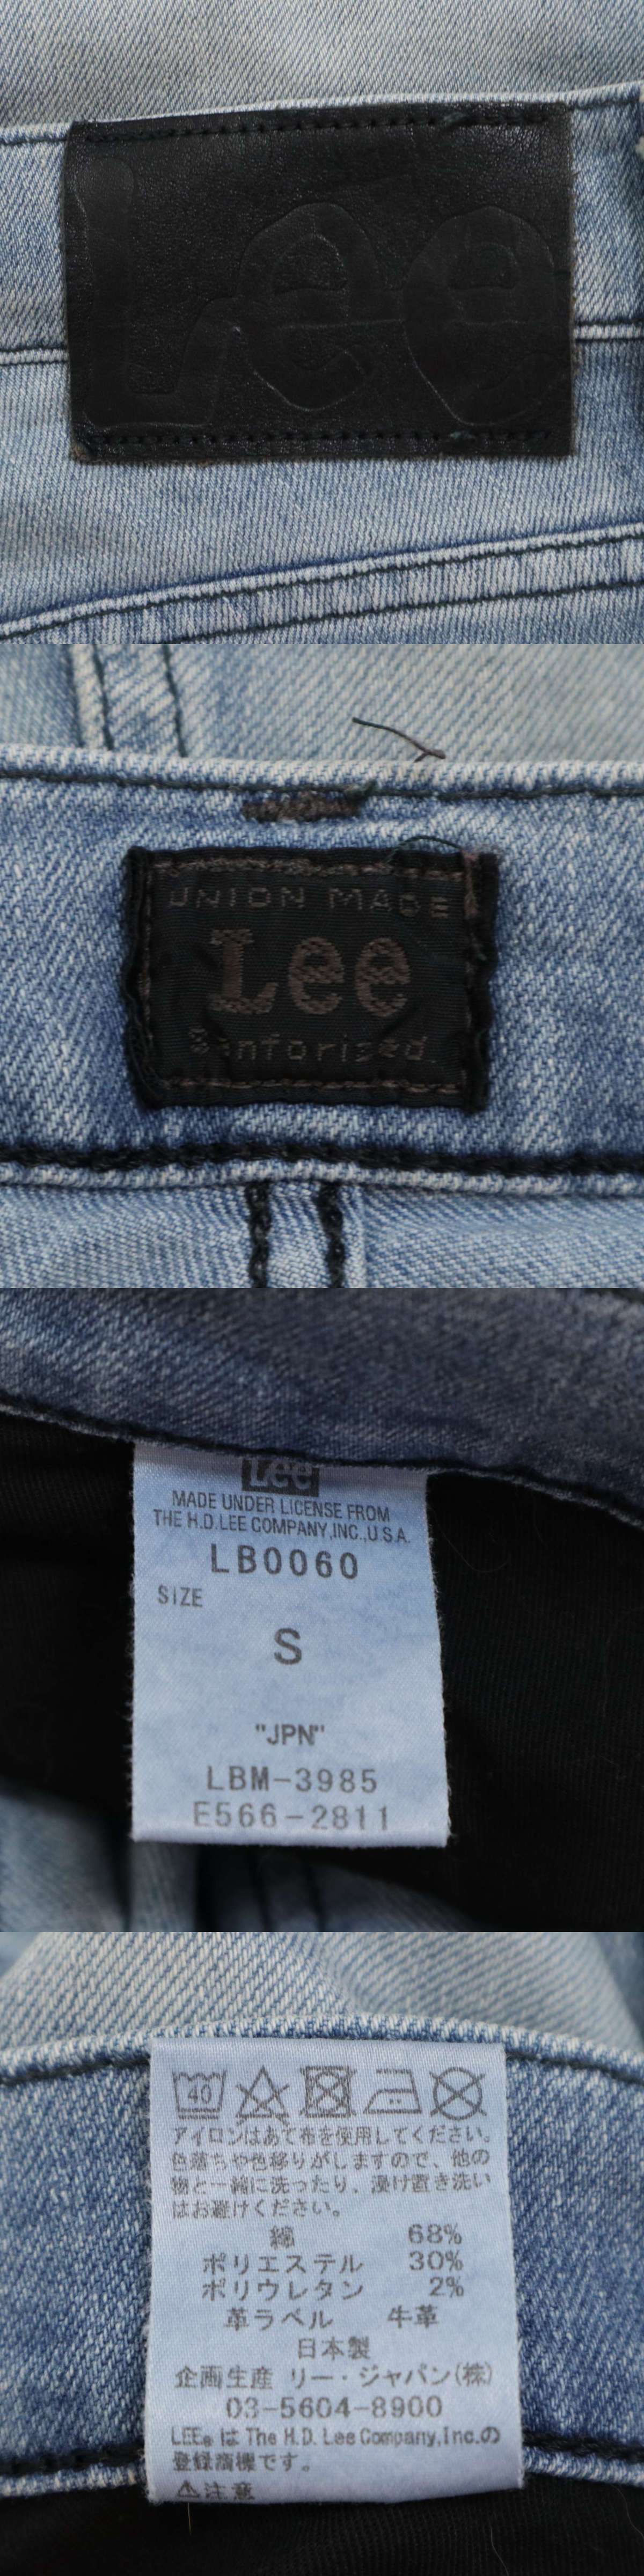 Lee
UNION MADE
Lee
Sanforized.
Lee
MADE UNDER LICENSE FROM
THE H.D.LEE COMPANY,INC.,U.S.A.
LB0060
SIZE
S
"JPN"
LBM-3985
E566-2811
40
アイロンはあて布を使用してください。
色落ちや色移りがしますので、他の
物と一緒に洗ったり、浸け置き洗い
はお避けください。
綿 68%
ポリエステル 30%
ポリウレタン 2%
革ラベル 牛革
日本製
企画生産 リー・ジャパン(株)
03-5604-8900
LEE® は The H.D. Lee Company,Inc.の
登録商標です。
⚠注意